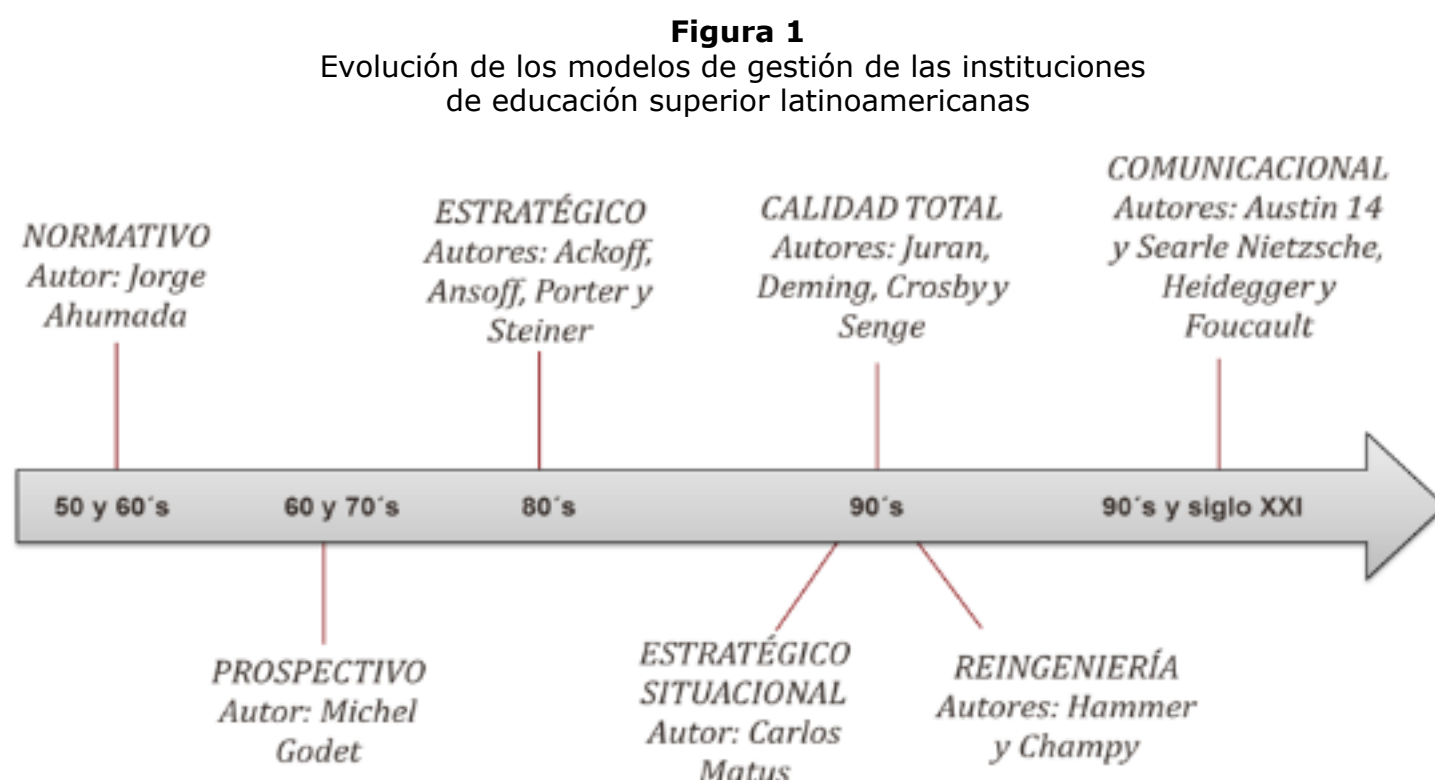 Figura 1
Evolución de los modelos de gestión de las instituciones
de educación superior latinoamericanas
NORMATIVO
Autor: Jorge
Ahumada
ESTRATÉGICO
Autores: Ackoff,
Ansoff, Porter y
Steiner
CALIDAD TOTAL
Autores: Juran,
Deming, Crosby y
Senge
COMUNICACIONAL
Autores: Austin 14
y Searle Nietzsche,
Heidegger y
Foucault
50 y 60´s
60 y 70´s
80´s
90´s
90´s y siglo XXI
PROSPECTIVO
Autor: Michel
Godet
ESTRATÉGICO
SITUACIONAL
Autor: Carlos
Matus
REINGENIERÍA
Autores: Hammer
y Champy